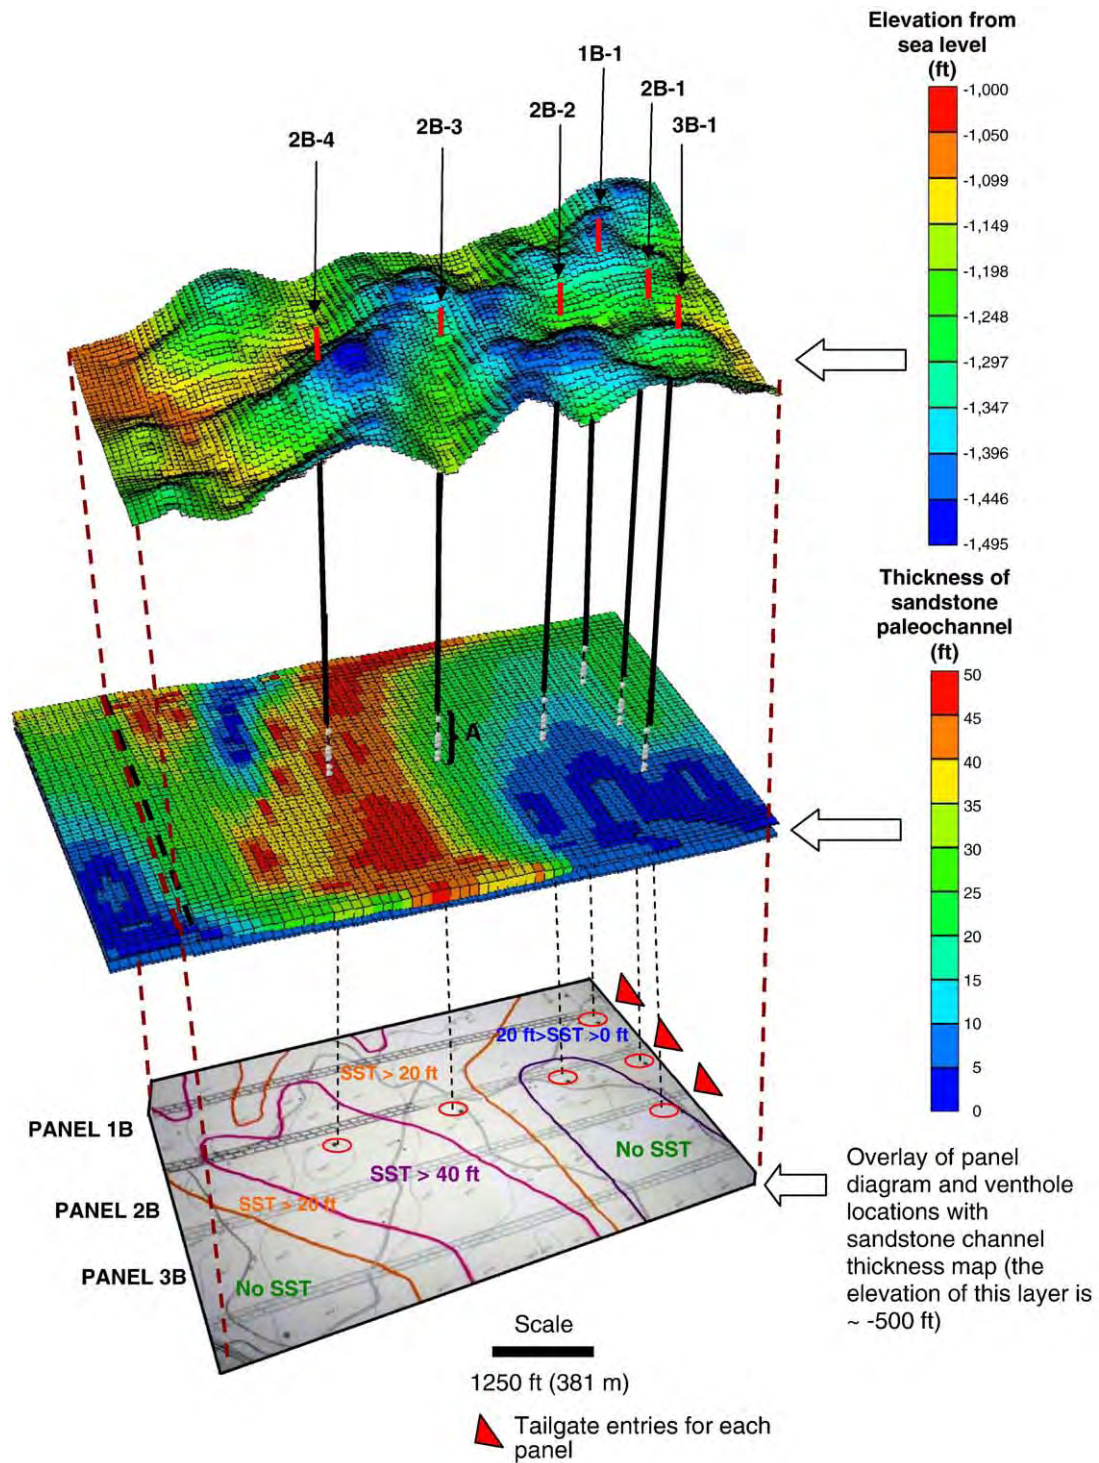 Elevation from
sea level
(ft)
-1,000
-1,050
-1,099
-1,149
-1,198
-1,248
-1,297
-1,347
-1,396
-1,446
-1,495
1B-1
2B-1
2B-2
3B-1
2B-3
2B-4
Thickness of
sandstone
paleochannel
(ft)
50
45
40
35
30
25
20
15
10
5
0
A
20 ft>SST >0 ft
SST > 20 ft
SST > 40 ft
No SST
SST > 20 ft
No SST
PANEL 1B
PANEL 2B
PANEL 3B
Overlay of panel
diagram and venthole
locations with
sandstone channel
thickness map (the
elevation of this layer is
~ -500 ft)
Scale
1250 ft (381 m)
Tailgate entries for each
panel